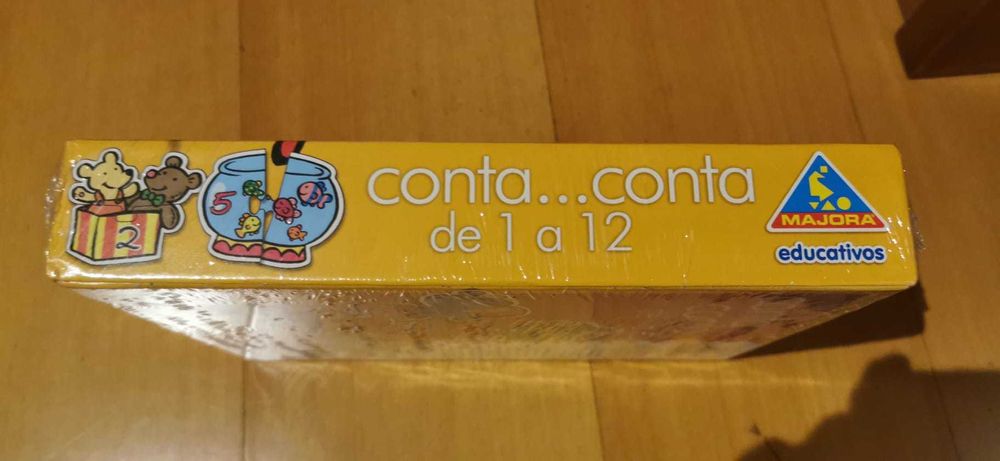 2
5
conta...conta
de 1 a 12
MAJORA
educativos